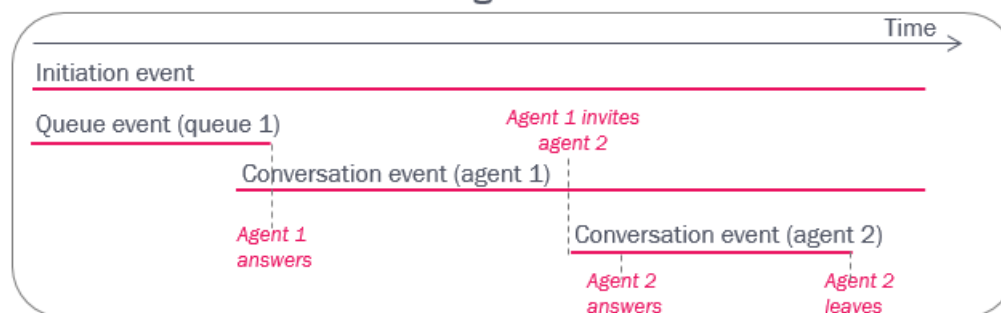 Time
Initiation event
Queue event (queue 1)
Agent 1 invites
agent 2
Conversation event (agent 1)
Agent 1
answers
Conversation event (agent 2)
Agent 2
answers
Agent 2
leaves